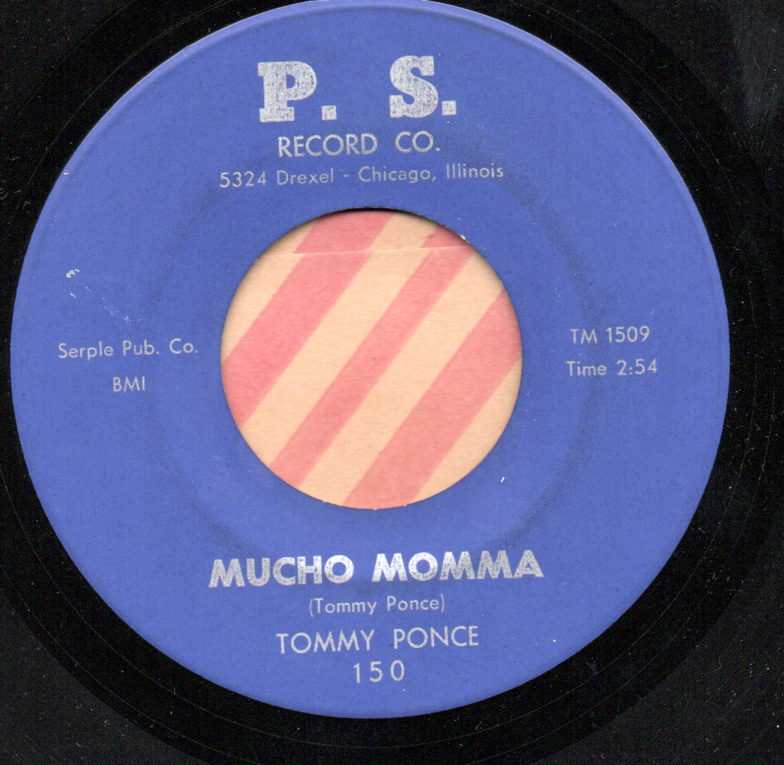 P. S.
RECORD CO.
5324 Drexel - Chicago, Illinois
Serple Pub. Co.
BMI
TM 1509
Time 2:54
MUCHO MOMMA
(Tommy Ponce)
TOMMY PONCE
150